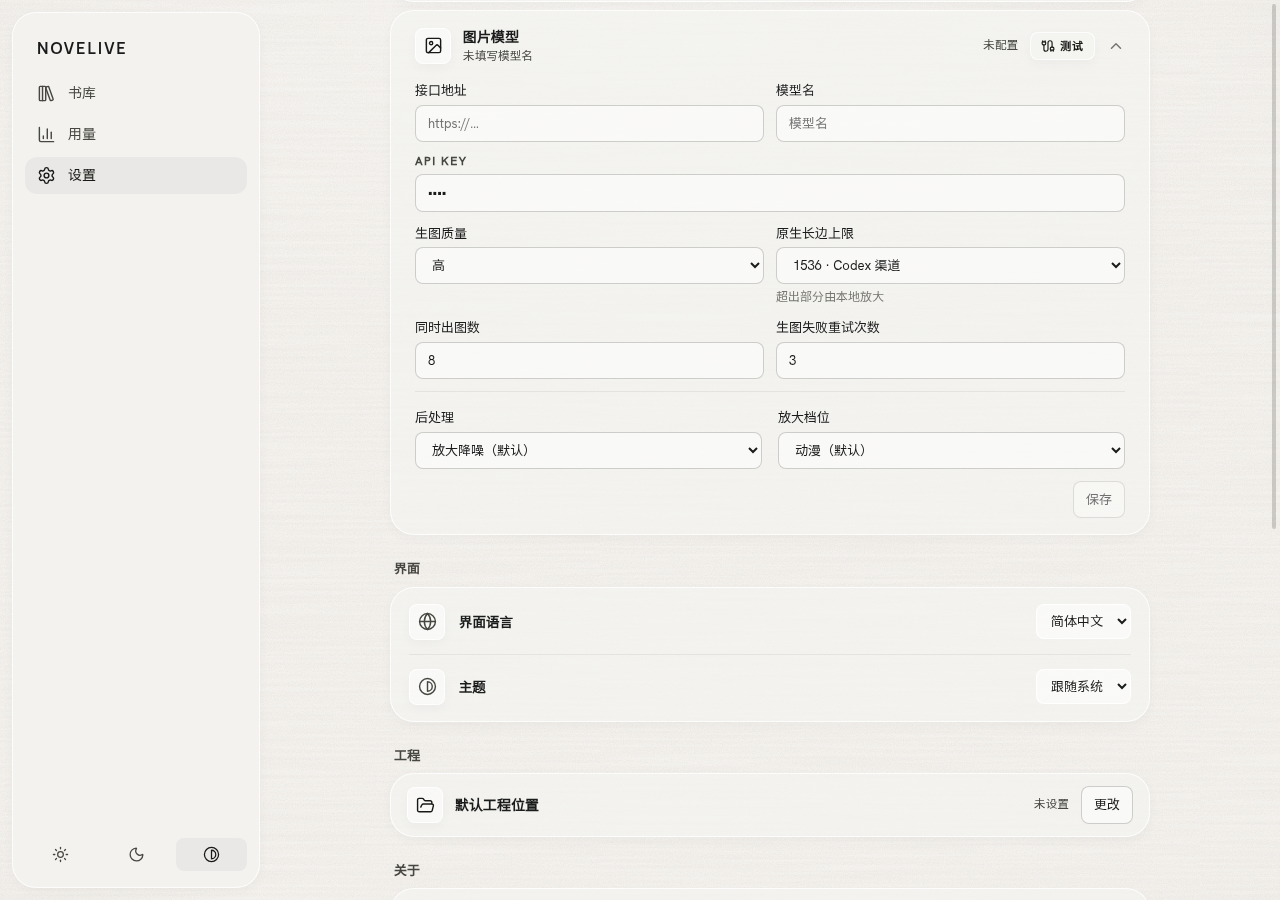 NOVELIVE
书库
用量
设置
图片模型
未填写模型名
未配置
测试
接口地址
模型名
https://...
模型名
API KEY
••••
生图质量
原生长边上限
高
1536 · Codex 渠道
超出部分由本地放大
同时出图数
生图失败重试次数
8
3
后处理
放大档位
放大降噪（默认）
动漫（默认）
保存
界面
界面语言
简体中文
主题
跟随系统
工程
默认工程位置
未设置
更改
关于